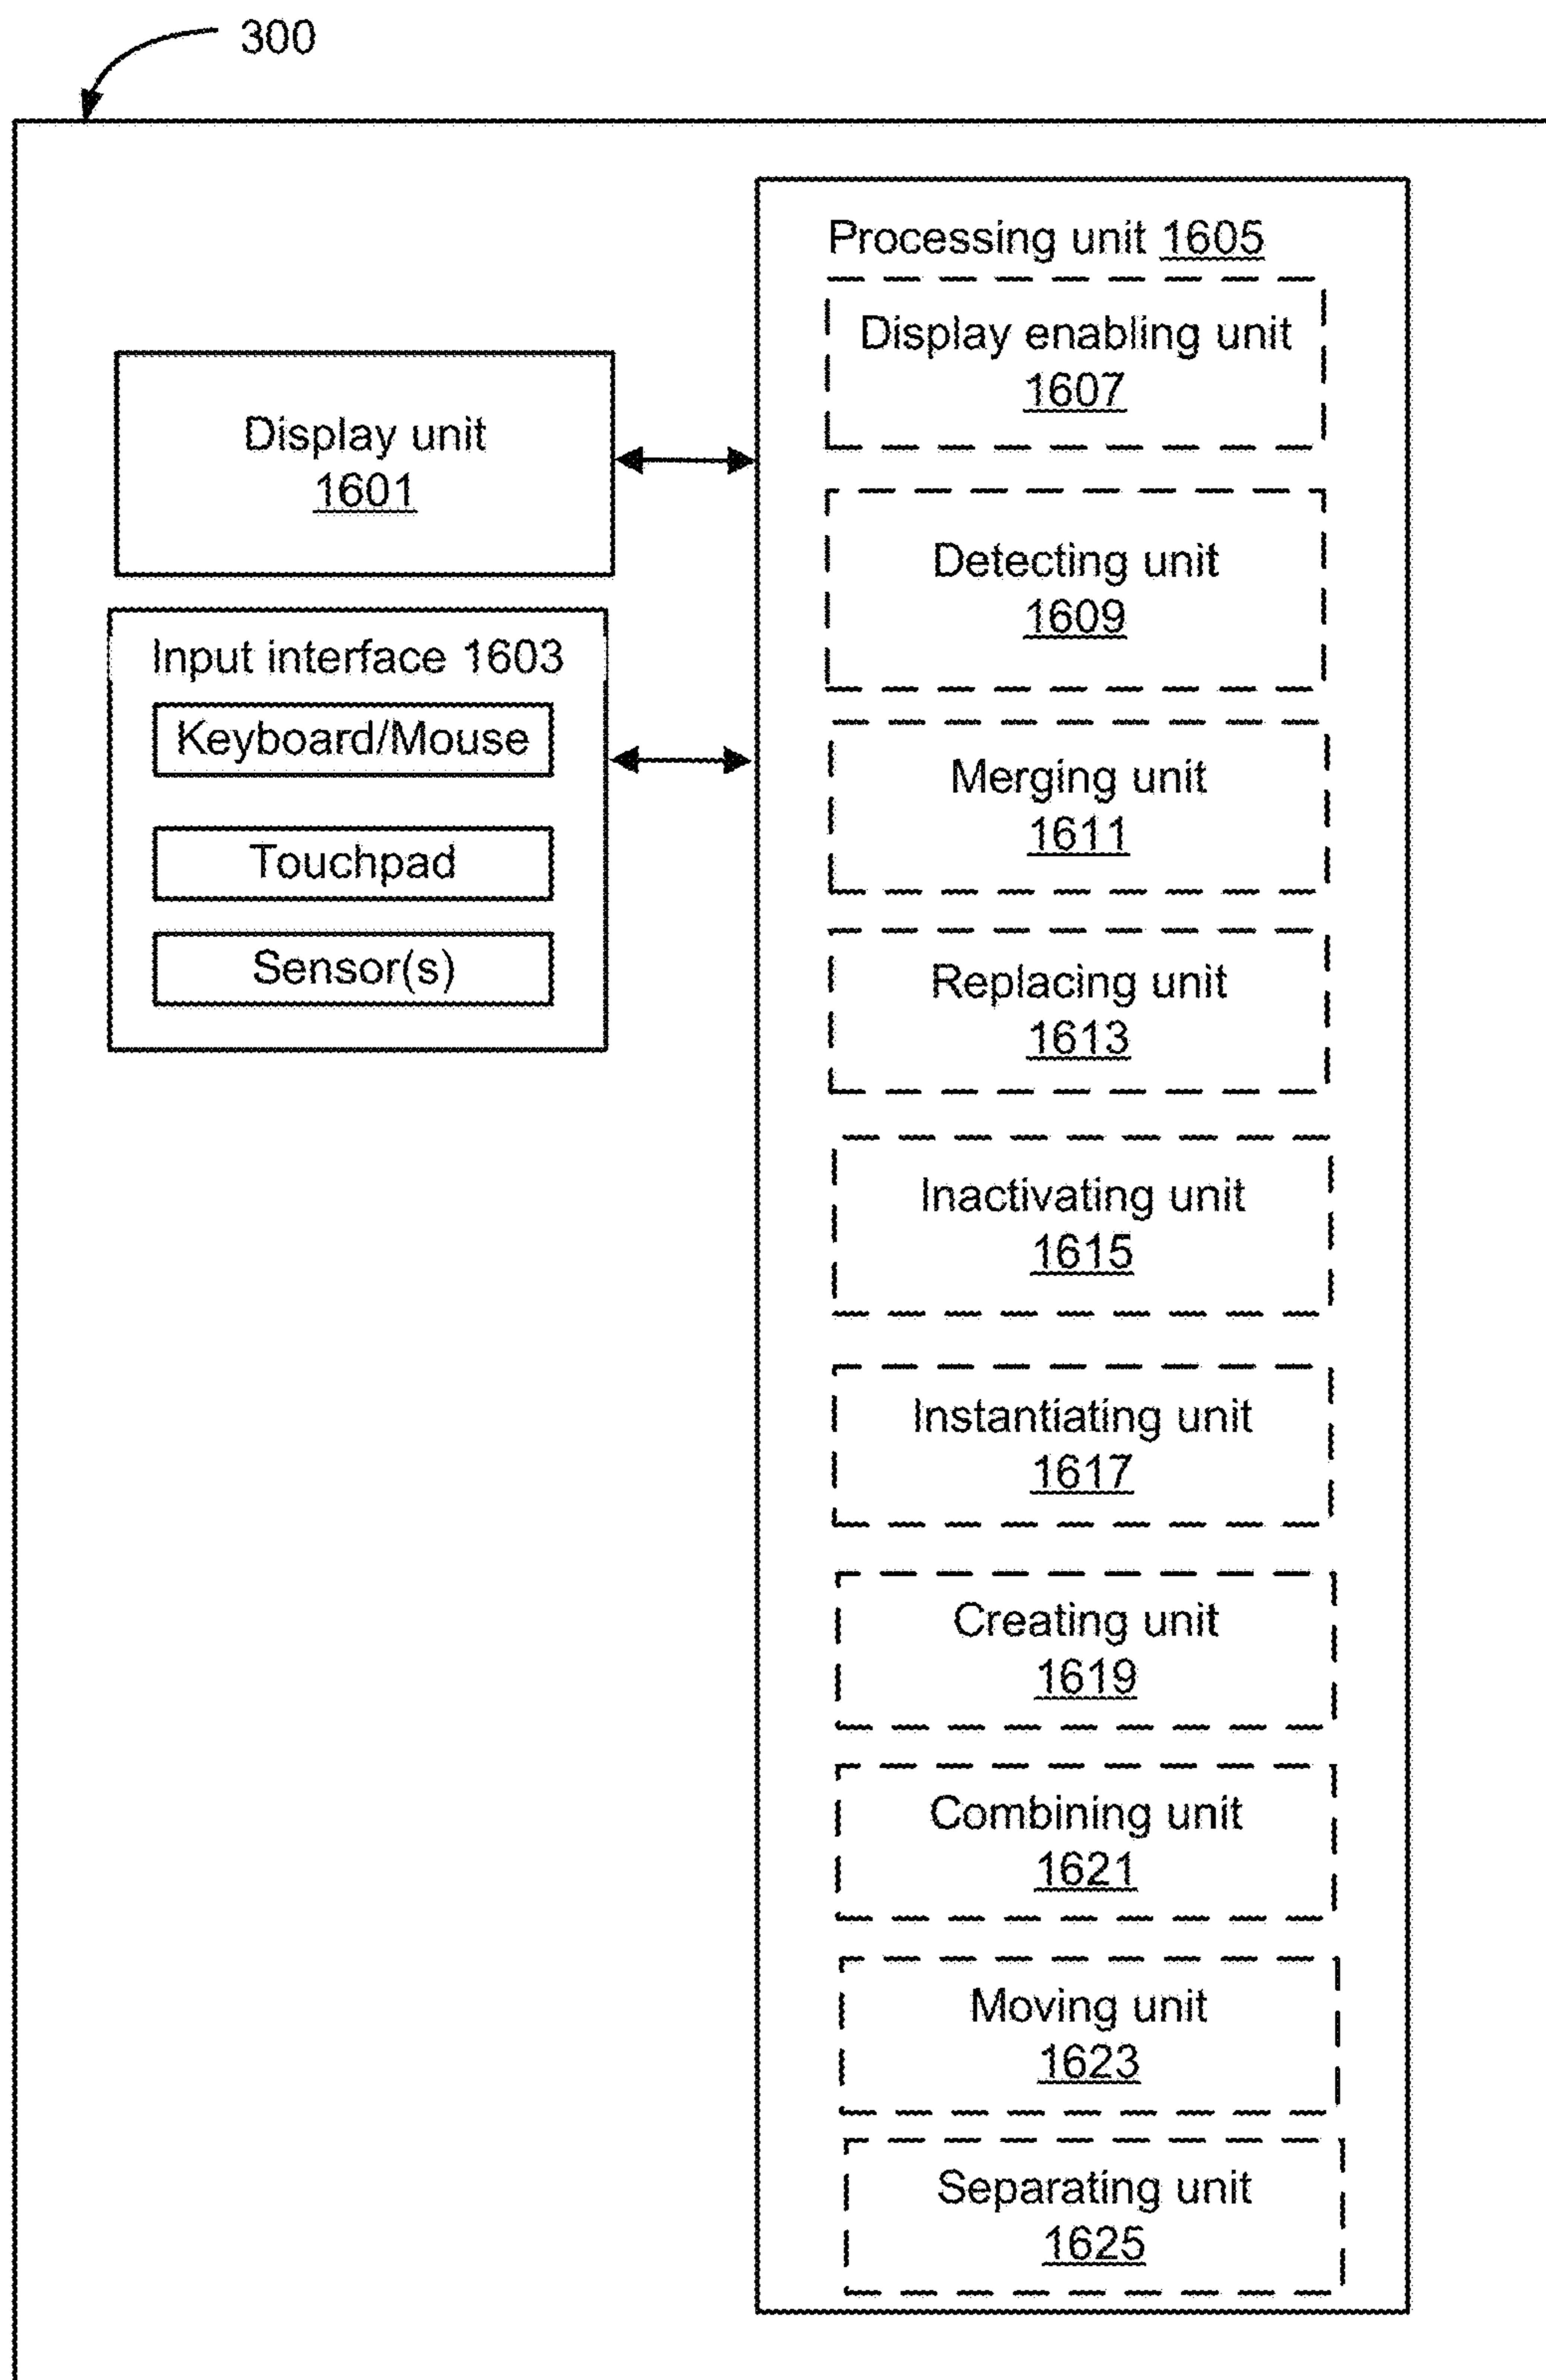 300
Display unit
1601
Input interface 1603
Keyboard/Mouse
Touchpad
Sensor(s)
Processing unit 1605
Display enabling unit
1607
Detecting unit
1609
Merging unit
1611
Replacing unit
1613
Inactivating unit
1615
Instantiating unit
1617
Creating unit
1619
Combining unit
1621
Moving unit
1623
Separating unit
1625